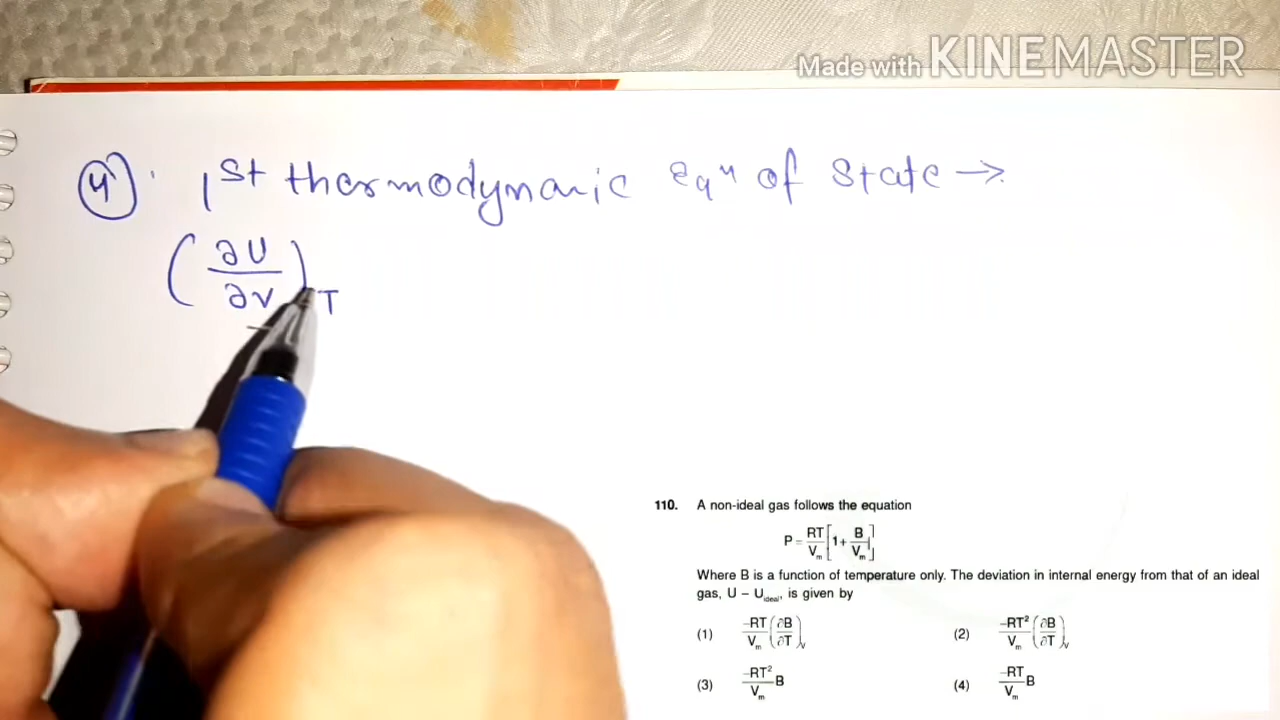 Made with KINEMASTER
(4) 1st thermodynamic Eqn of State →
(∂U/∂V)T
110. A non-ideal gas follows the equation
P = RT/Vm [1 + B/Vm]
Where B is a function of temperature only. The deviation in internal energy from that of an ideal
gas, U – Uideal, is given by
(1) –RT/Vm (∂B/∂T)V
(2) –RT²/Vm (∂B/∂T)V
(3) –RT²/Vm B
(4) –RT/Vm B